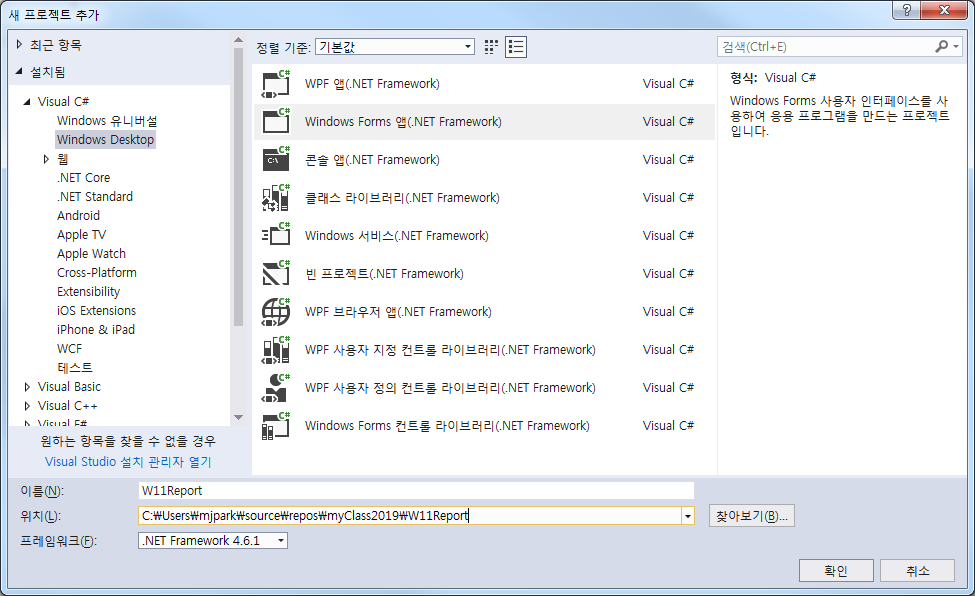 새 프로젝트 추가
최근 항목
설치됨
Visual C#
Windows 유니버설
Windows Desktop
웹
.NET Core
.NET Standard
Android
Apple TV
Apple Watch
Cross-Platform
Extensibility
iOS Extensions
iPhone & iPad
WCF
테스트
Visual Basic
Visual C++
Visual F#
원하는 항목을 찾을 수 없을 경우
Visual Studio 설치 관리자 열기
정렬 기준: 기본값
WPF 앱(.NET Framework) Visual C#
Windows Forms 앱(.NET Framework) Visual C#
콘솔 앱(.NET Framework) Visual C#
클래스 라이브러리(.NET Framework) Visual C#
Windows 서비스(.NET Framework) Visual C#
빈 프로젝트(.NET Framework) Visual C#
WPF 브라우저 앱(.NET Framework) Visual C#
WPF 사용자 지정 컨트롤 라이브러리(.NET Framework) Visual C#
WPF 사용자 정의 컨트롤 라이브러리(.NET Framework) Visual C#
Windows Forms 컨트롤 라이브러리(.NET Framework) Visual C#
검색(Ctrl+E)
형식: Visual C#
Windows Forms 사용자 인터페이스를 사
용하여 응용 프로그램을 만드는 프로젝트
입니다.
이름(N): W11Report
위치(L): C:₩Users₩mjpark₩source₩repos₩myClass2019₩W11Report 찾아보기(B)...
프레임워크(F): .NET Framework 4.6.1
확인 취소